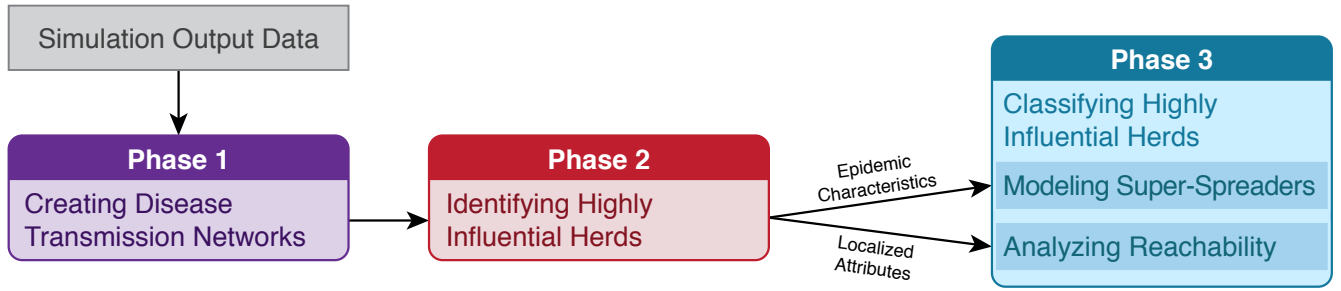 Simulation Output Data
Phase 1
Creating Disease
Transmission Networks
Phase 2
Identifying Highly
Influential Herds
Epidemic
Characteristics
Localized
Attributes
Phase 3
Classifying Highly
Influential Herds
Modeling Super-Spreaders
Analyzing Reachability